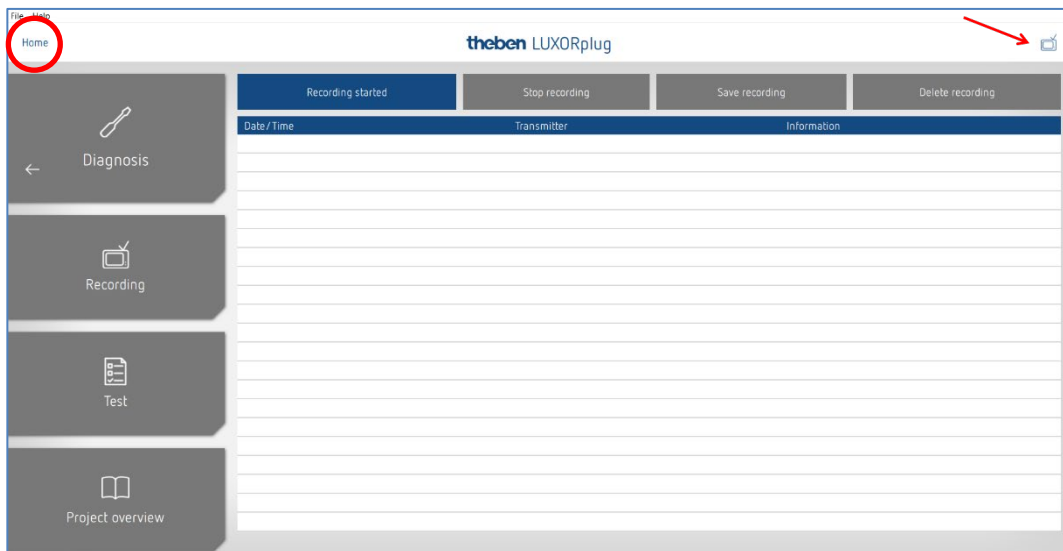 File Help
Home
theben LUXORplug
Recording started Stop recording Save recording Delete recording
Date/Time Transmitter Information
Diagnosis
Recording
Test
Project overview